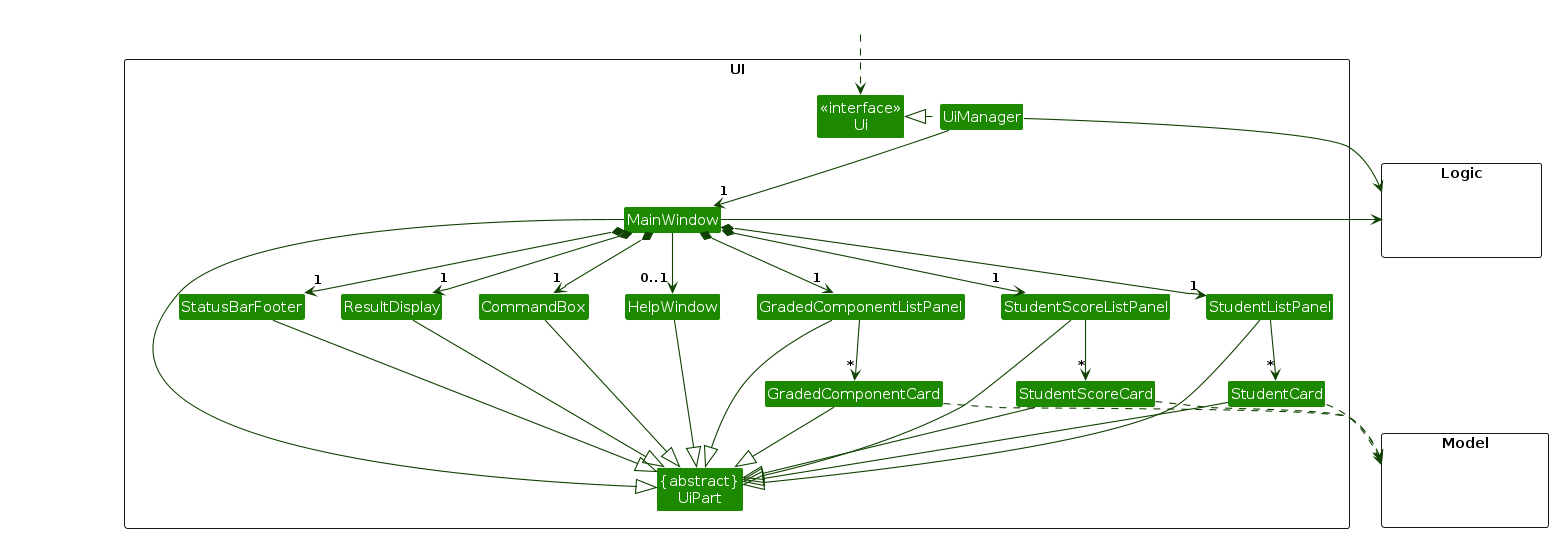 UI
«interface»
Ui
UiManager
Logic
1
MainWindow
1
1
1
0..1
1
1
1
StatusBarFooter
ResultDisplay
CommandBox
HelpWindow
GradedComponentListPanel
StudentScoreListPanel
StudentListPanel
*
*
*
GradedComponentCard
StudentScoreCard
StudentCard
Model
{abstract}
UiPart